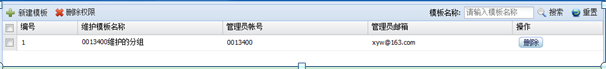 新建模板 删除权限 模板名称: 请输入模板名称 搜索 重置
编号 维护模板名称 管理员帐号 管理员邮箱 操作
1 0013400维护的分组 0013400 xyw@163.com 删除